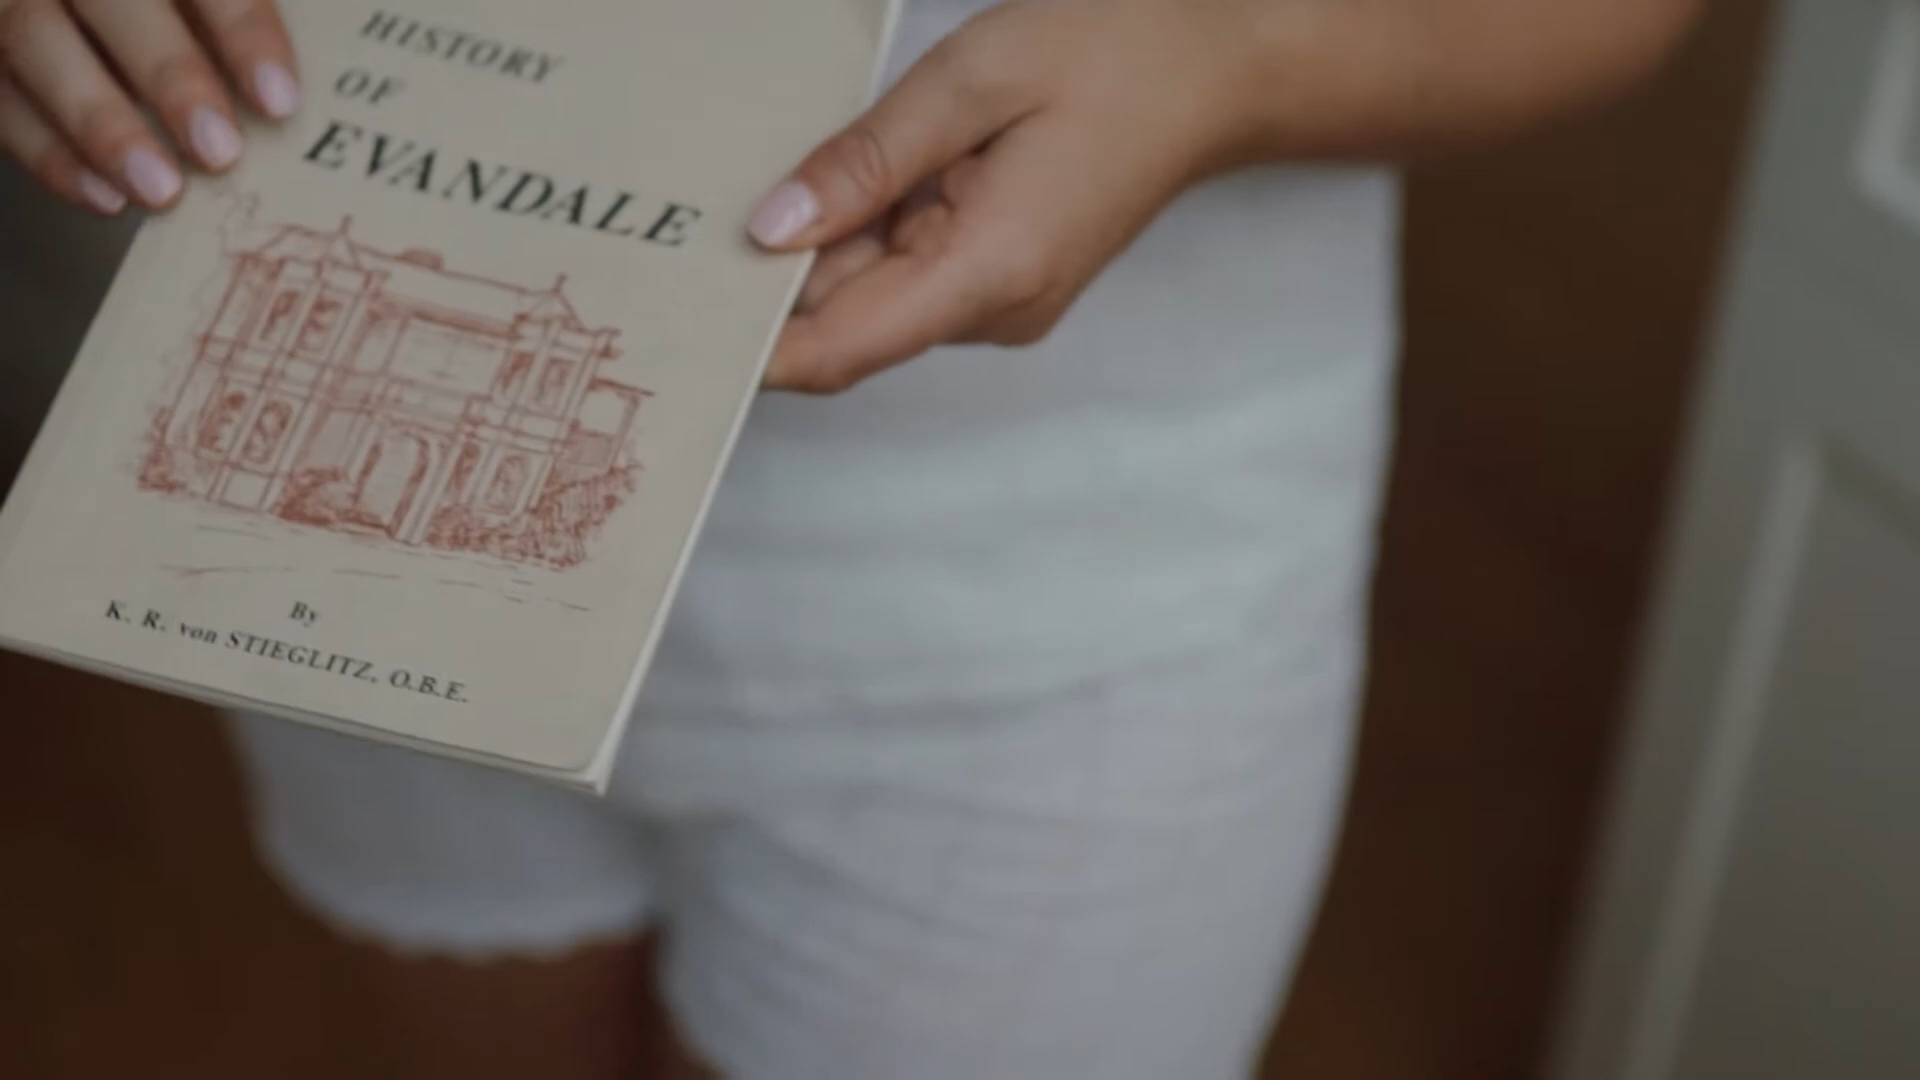 HISTORY
OF
EVANDALE
By
K. R. von STIEGLITZ, O.B.E.